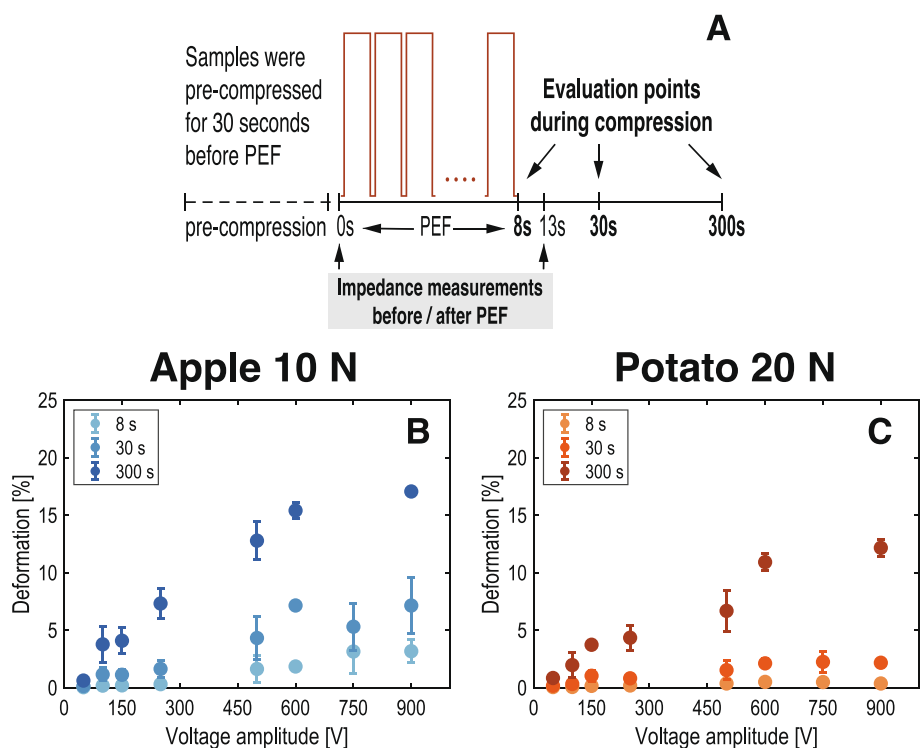 A
Samples were
pre-compressed
for 30 seconds
before PEF
Evaluation points
during compression
pre-compression 0s PEF 8s 13s 30s 300s
Impedance measurements
before / after PEF
Apple 10 N
B
8 s
30 s
300 s
Deformation [%]
25
20
15
10
5
0
0 150 300 450 600 750 900
Voltage amplitude [V]
Potato 20 N
C
8 s
30 s
300 s
Deformation [%]
25
20
15
10
5
0
0 150 300 450 600 750 900
Voltage amplitude [V]